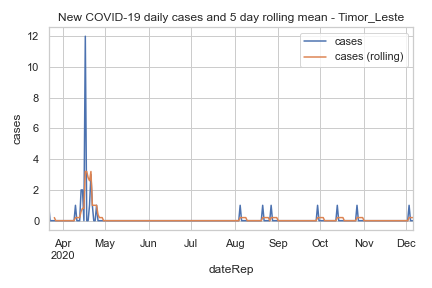 New COVID-19 daily cases and 5 day rolling mean - Timor_Leste
cases
cases (rolling)
12
10
8
6
4
2
0
cases
Apr May Jun Jul Aug Sep Oct Nov Dec
2020
dateRep